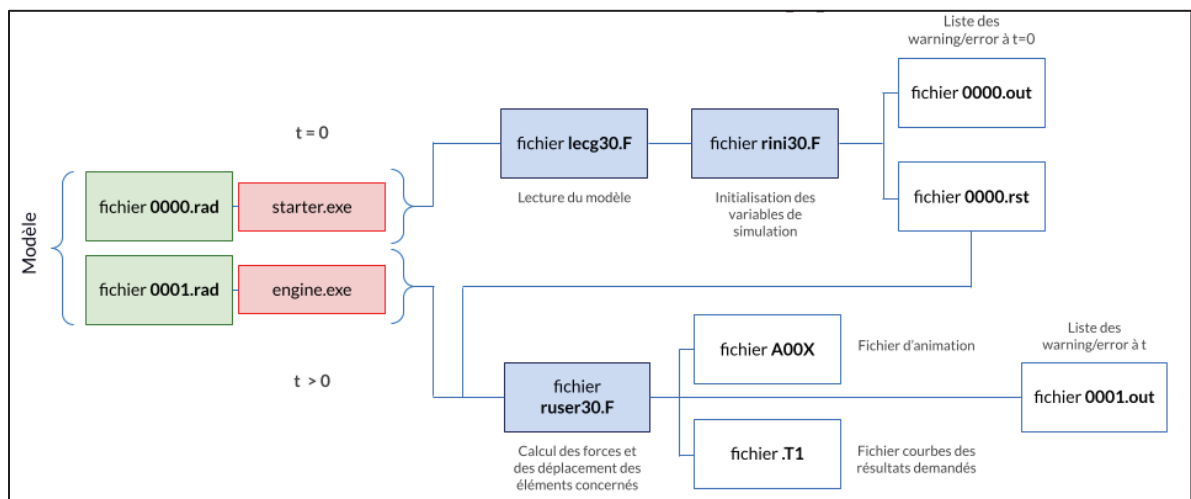 Liste des
warning/error à t=0
fichier 0000.out
t = 0
fichier lecg30.F
fichier rini30.F
Lecture du modèle
Initialisation des
variables de
simulation
fichier 0000.rst
Modèle
fichier 0000.rad
starter.exe
fichier 0001.rad
engine.exe
t > 0
fichier
ruser30.F
Calcul des forces et
des déplacement des
éléments concernés
fichier A00X
Fichier d'animation
fichier .T1
Fichier courbes des
résultats demandés
Liste des
warning/error à t
fichier 0001.out